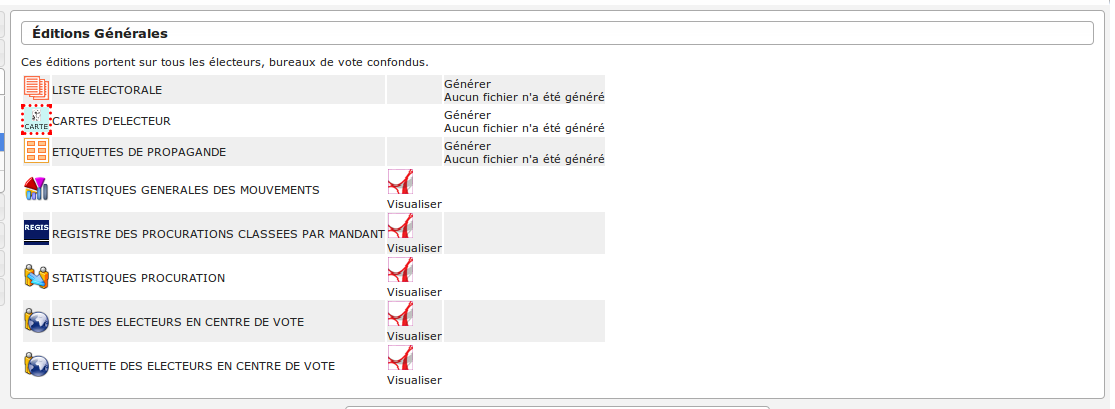 Éditions Générales
Ces éditions portent sur tous les électeurs, bureaux de vote confondus.
LISTE ELECTORALE
Générer
Aucun fichier n'a été généré
CARTE
CARTES D'ELECTEUR
Générer
Aucun fichier n'a été généré
ETIQUETTES DE PROPAGANDE
Générer
Aucun fichier n'a été généré
STATISTIQUES GENERALES DES MOUVEMENTS
Visualiser
REGIS
REGISTRE DES PROCURATIONS CLASSEES PAR MANDANT
Visualiser
STATISTIQUES PROCURATION
Visualiser
LISTE DES ELECTEURS EN CENTRE DE VOTE
Visualiser
ETIQUETTE DES ELECTEURS EN CENTRE DE VOTE
Visualiser